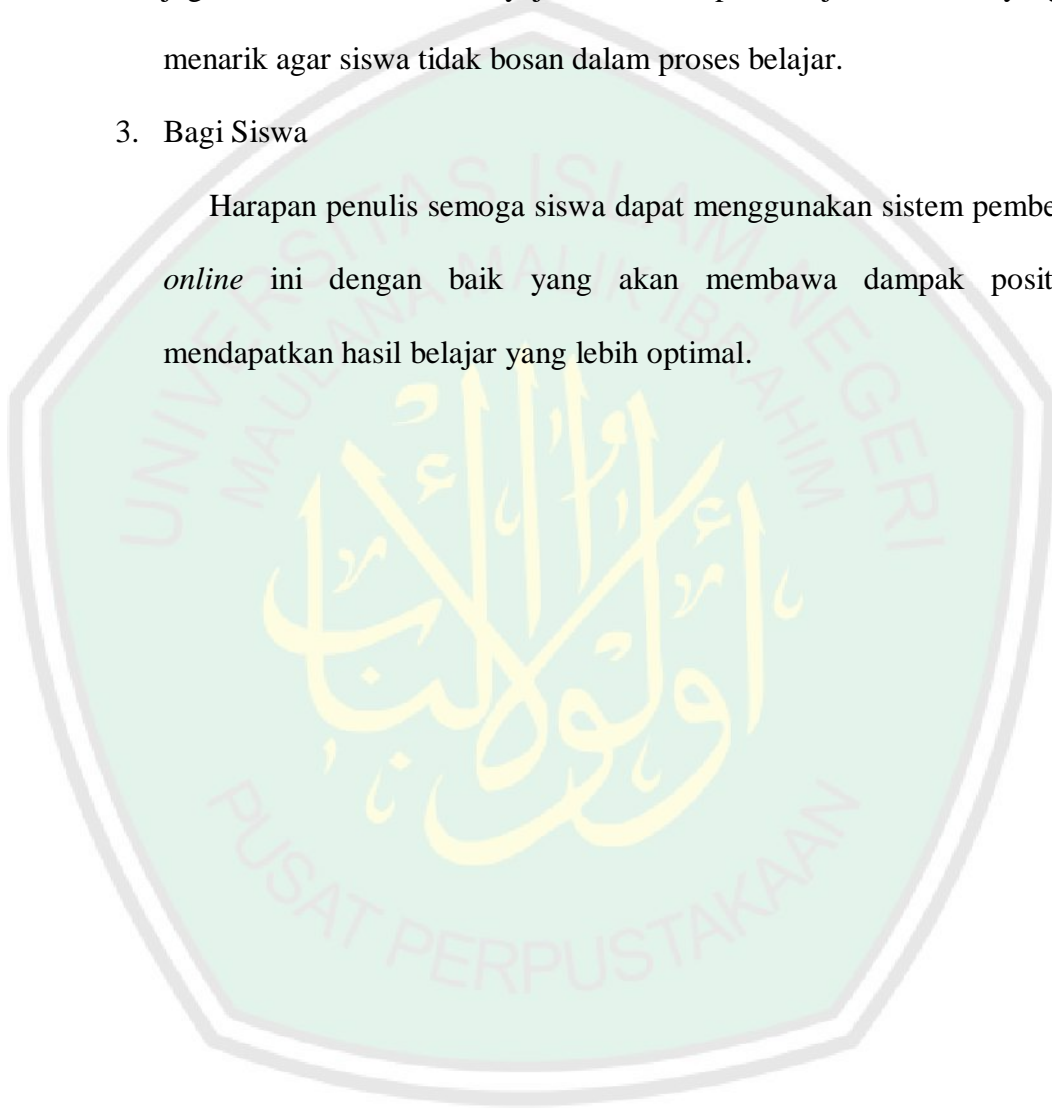 menarik agar siswa tidak bosan dalam proses belajar.
3. Bagi Siswa
Harapan penulis semoga siswa dapat menggunakan sistem pembe
online ini dengan baik yang akan membawa dampak posit
mendapatkan hasil belajar yang lebih optimal.
UNIVERSITAS ISLAM NEGERI
MAULANA MALIK IBRAHIM
أولوا الألباب
PUSAT PERPUSTAKAAN